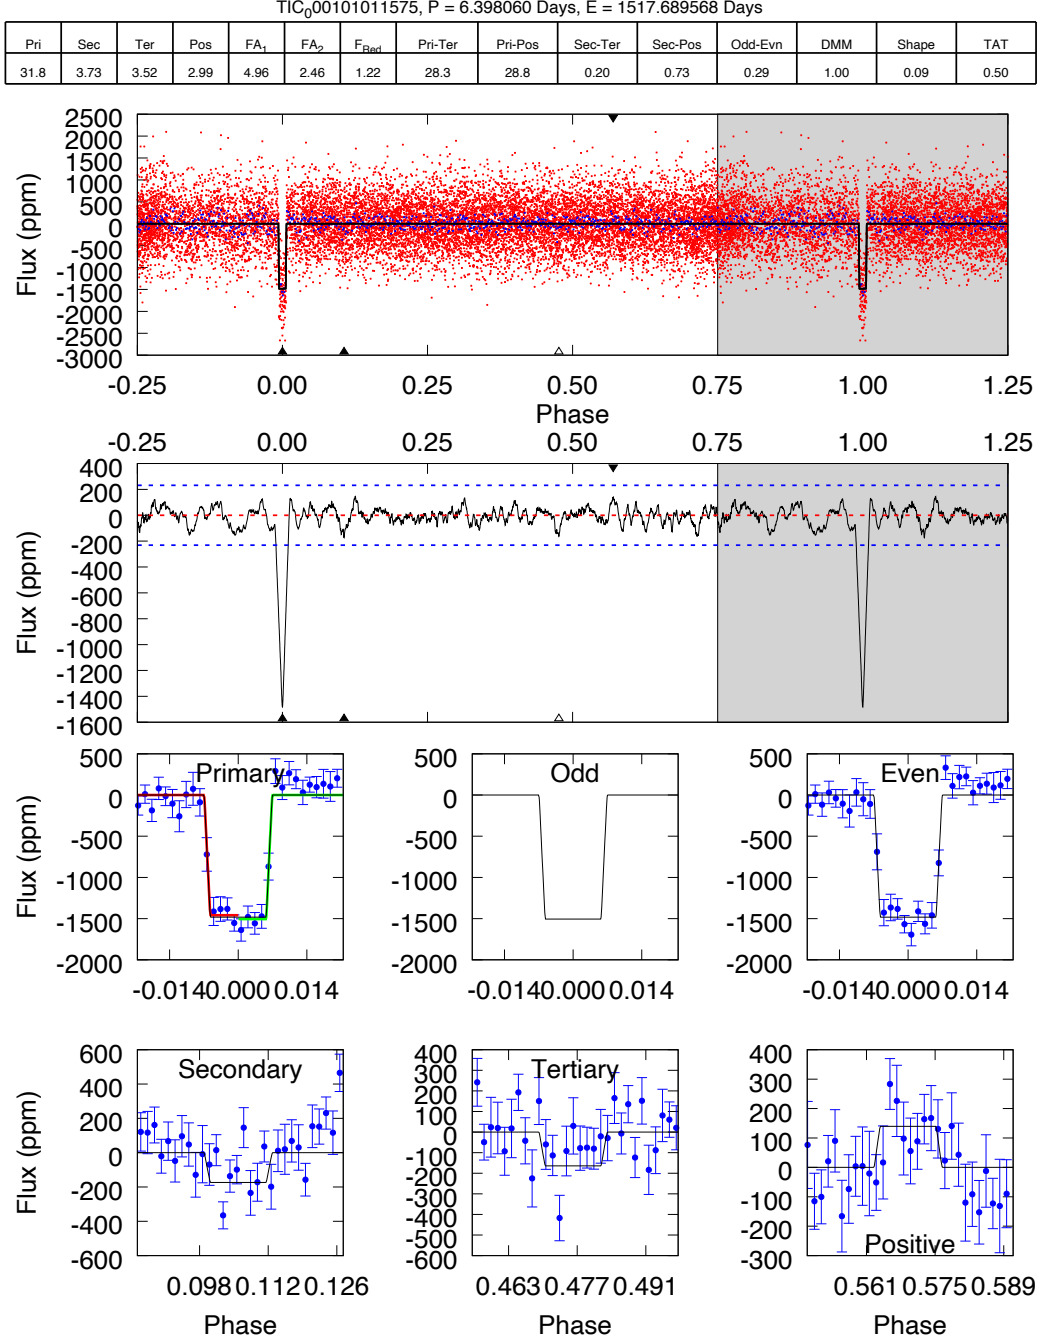 TIC_000101011575, P = 6.398060 Days, E = 1517.689568 Days
Pri Sec Ter Pos FA_1 FA_2 F_Red Pri-Ter Pri-Pos Sec-Ter Sec-Pos Odd-Evn DMM Shape TAT
31.8 3.73 3.52 2.99 4.96 2.46 1.22 28.3 28.8 0.20 0.73 0.29 1.00 0.09 0.50
2500
2000
1500
1000
500
0
-500
-1000
-1500
-2000
-2500
-3000
Flux (ppm)
-0.25 0.00 0.25 0.50 0.75 1.00 1.25
Phase
-0.25 0.00 0.25 0.50 0.75 1.00 1.25
400
200
0
-200
-400
-600
-800
-1000
-1200
-1400
-1600
Flux (ppm)
Primary
500
0
-500
-1000
-1500
-2000
Flux (ppm)
-0.014 0.000 0.014
Odd
500
0
-500
-1000
-1500
-2000
-0.014 0.000 0.014
Even
500
0
-500
-1000
-1500
-2000
-0.014 0.000 0.014
Secondary
600
400
200
0
-200
-400
-600
Flux (ppm)
0.098 0.112 0.126
Phase
Tertiary
400
300
200
100
0
-100
-200
-300
-400
-500
-600
0.463 0.477 0.491
Phase
400
300
200
100
0
-100
-200
-300
Positive
0.561 0.575 0.589
Phase